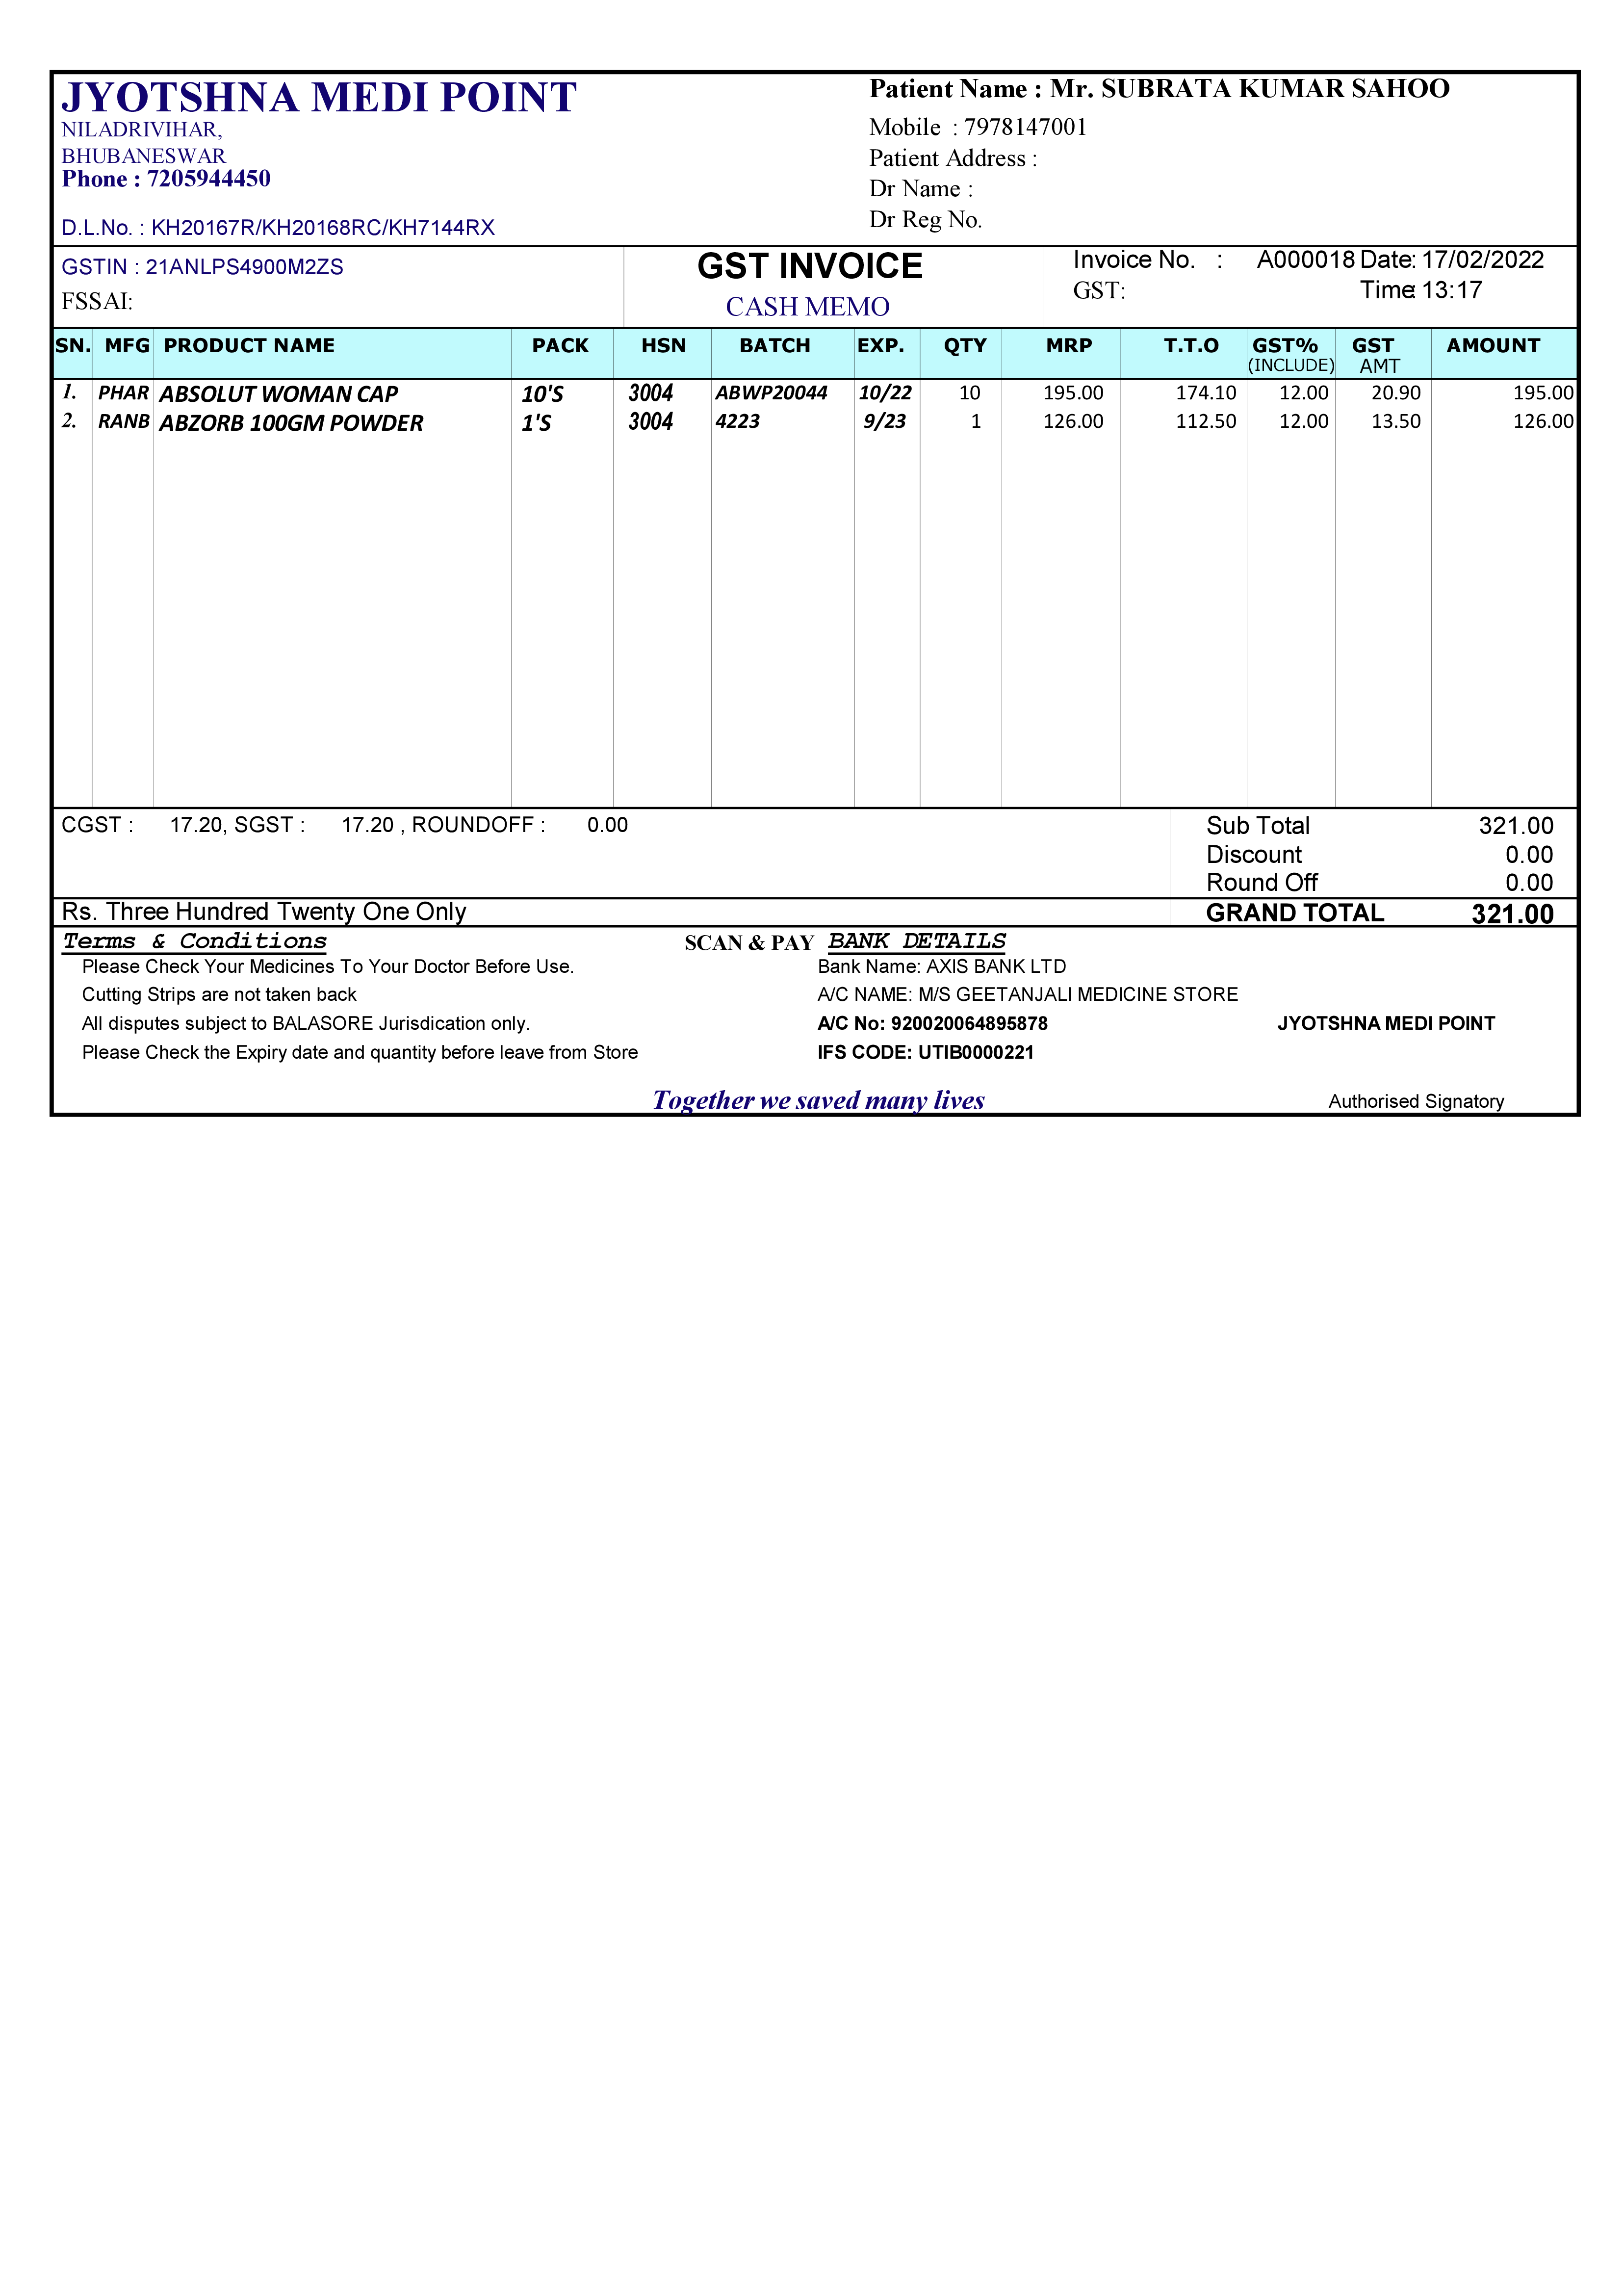 JYOTSHNA MEDI POINT
NILADRIVIHAR,
BHUBANESWAR
Phone : 7205944450
D.L.No. : KH20167R/KH20168RC/KH7144RX
Patient Name : Mr. SUBRATA KUMAR SAHOO
Mobile : 7978147001
Patient Address :
Dr Name :
Dr Reg No.
GSTIN : 21ANLPS4900M2ZS
FSSAI:
GST INVOICE
CASH MEMO
Invoice No. : A000018 Date: 17/02/2022
GST: Time: 13:17
SN. MFG PRODUCT NAME PACK HSN BATCH EXP. QTY MRP T.T.O GST% GST AMOUNT
(INCLUDE) AMT
1. PHAR ABSOLUT WOMAN CAP 10'S 3004 ABWP20044 10/22 10 195.00 174.10 12.00 20.90 195.00
2. RANB ABZORB 100GM POWDER 1'S 3004 4223 9/23 1 126.00 112.50 12.00 13.50 126.00
CGST : 17.20, SGST : 17.20 , ROUNDOFF : 0.00
Sub Total 321.00
Discount 0.00
Round Off 0.00
Rs. Three Hundred Twenty One Only
GRAND TOTAL 321.00
Terms & Conditions
Please Check Your Medicines To Your Doctor Before Use.
Cutting Strips are not taken back
All disputes subject to BALASORE Jurisdication only.
Please Check the Expiry date and quantity before leave from Store
SCAN & PAY BANK DETAILS
Bank Name: AXIS BANK LTD
A/C NAME: M/S GEETANJALI MEDICINE STORE
A/C No: 920020064895878
IFS CODE: UTIB0000221
JYOTSHNA MEDI POINT
Together we saved many lives
Authorised Signatory